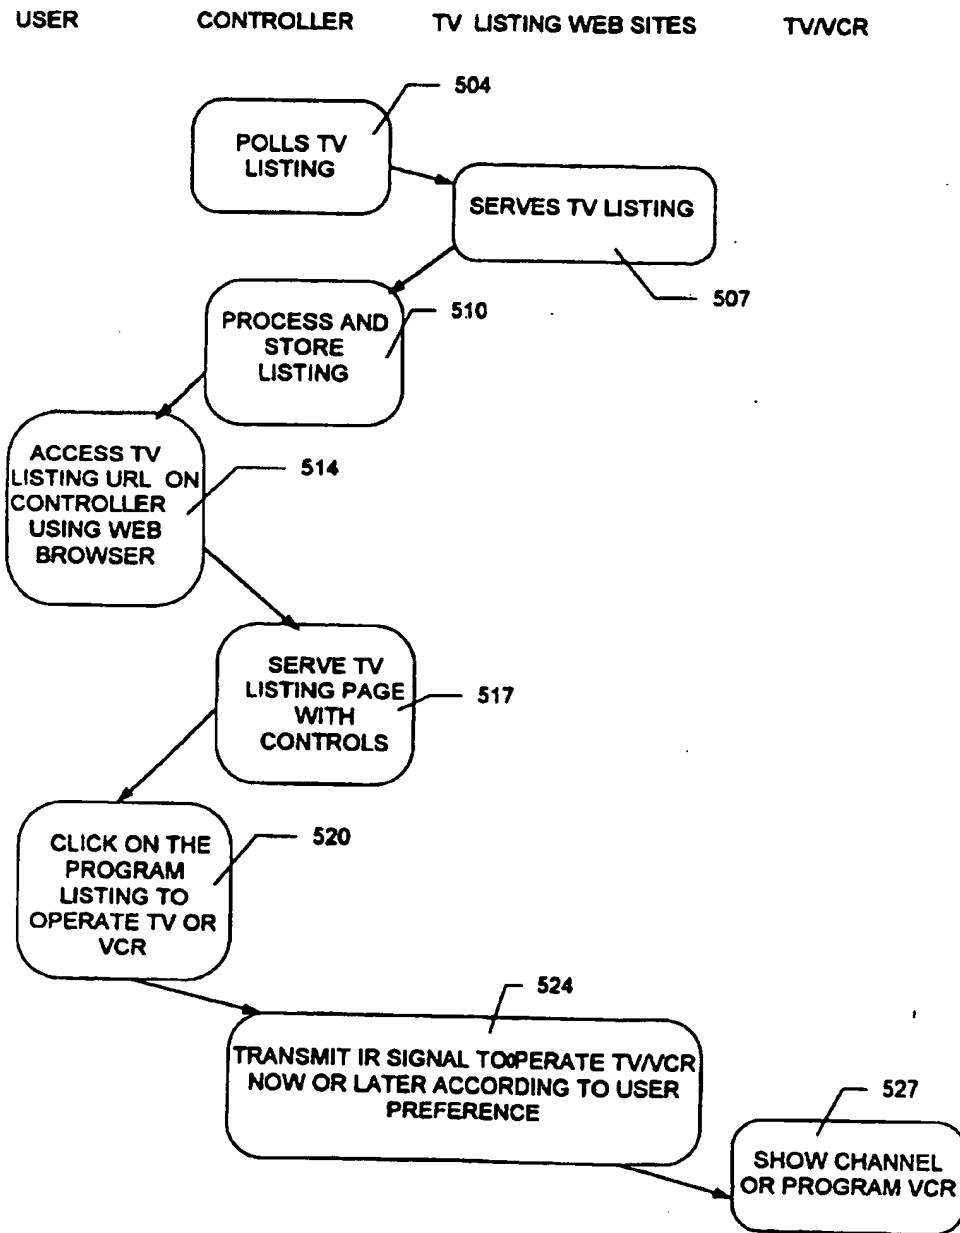 USER CONTROLLER TV LISTING WEB SITES TV/VCR
504
POLLS TV
LISTING
SERVES TV LISTING
507
510
PROCESS AND
STORE
LISTING
ACCESS TV
LISTING URL ON
CONTROLLER
USING WEB
BROWSER
514
SERVE TV
LISTING PAGE
WITH
CONTROLS
517
CLICK ON THE
PROGRAM
LISTING TO
OPERATE TV OR
VCR
520
524
TRANSMIT IR SIGNAL TO OPERATE TV/VCR
NOW OR LATER ACCORDING TO USER
PREFERENCE
527
SHOW CHANNEL
OR PROGRAM VCR